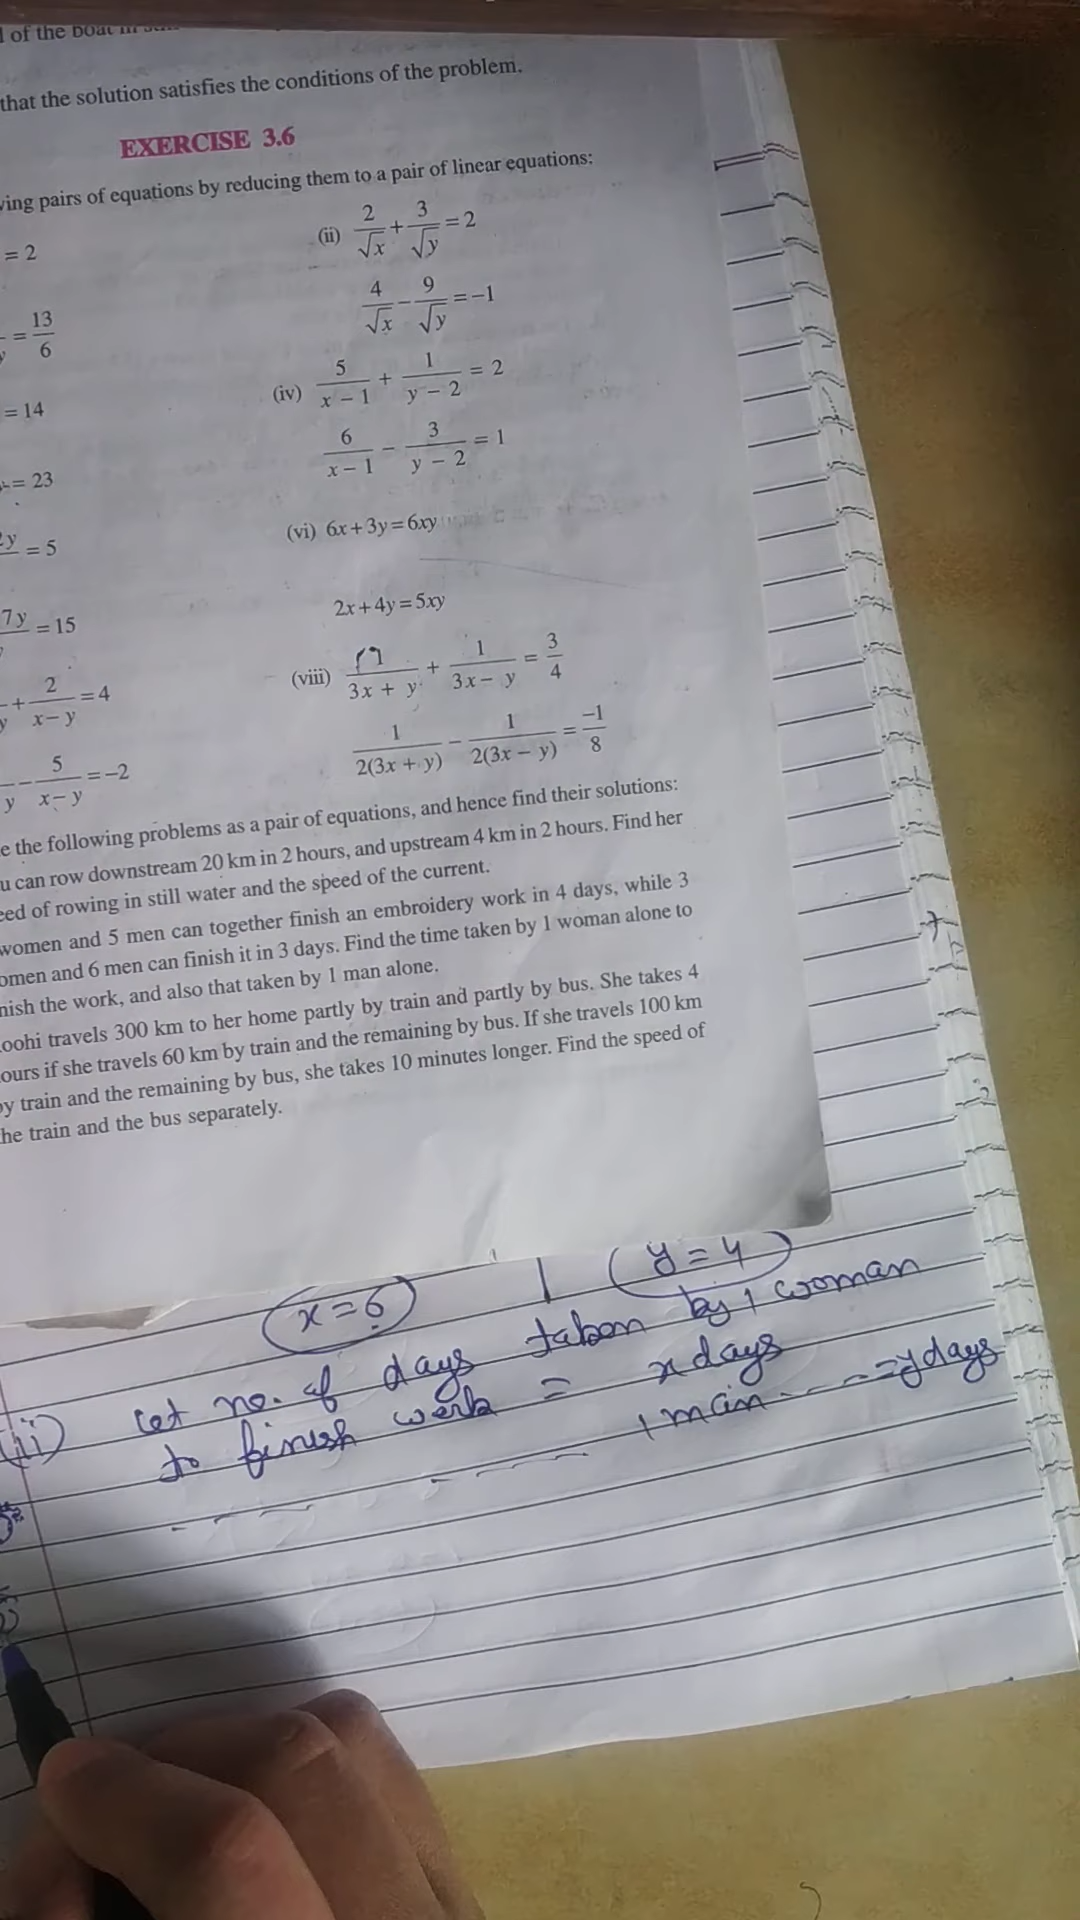 of the boat in
that the solution satisfies the conditions of the problem.
EXERCISE 3.6
ving pairs of equations by reducing them to a pair of linear equations:
= 2
(ii) 2/√x + 3/√y = 2
= 13/6
4/√x - 9/√y = -1
= 14
(iv) 5/(x - 1) + 1/(y - 2) = 2
= 23
6/(x - 1) - 3/(y - 2) = 1
= 5
(vi) 6x + 3y = 6xy
7y = 15
2x + 4y = 5xy
+ 2/(x - y) = 4
(viii) 1/(3x + y) + 1/(3x - y) = 3/4
y - 5/(x - y) = -2
1/2(3x + y) - 1/2(3x - y) = -1/8
e the following problems as a pair of equations, and hence find their solutions:
u can row downstream 20 km in 2 hours, and upstream 4 km in 2 hours. Find her
eed of rowing in still water and the speed of the current.
women and 5 men can together finish an embroidery work in 4 days, while 3
omen and 6 men can finish it in 3 days. Find the time taken by 1 woman alone to
nish the work, and also that taken by 1 man alone.
oohi travels 300 km to her home partly by train and partly by bus. She takes 4
ours if she travels 60 km by train and the remaining by bus. If she travels 100 km
by train and the remaining by bus, she takes 10 minutes longer. Find the speed of
he train and the bus separately.
x = 6 | y = 4
(ii) Let no. of days taken by 1 woman
to finish work = x days
1 man - - - - = y days